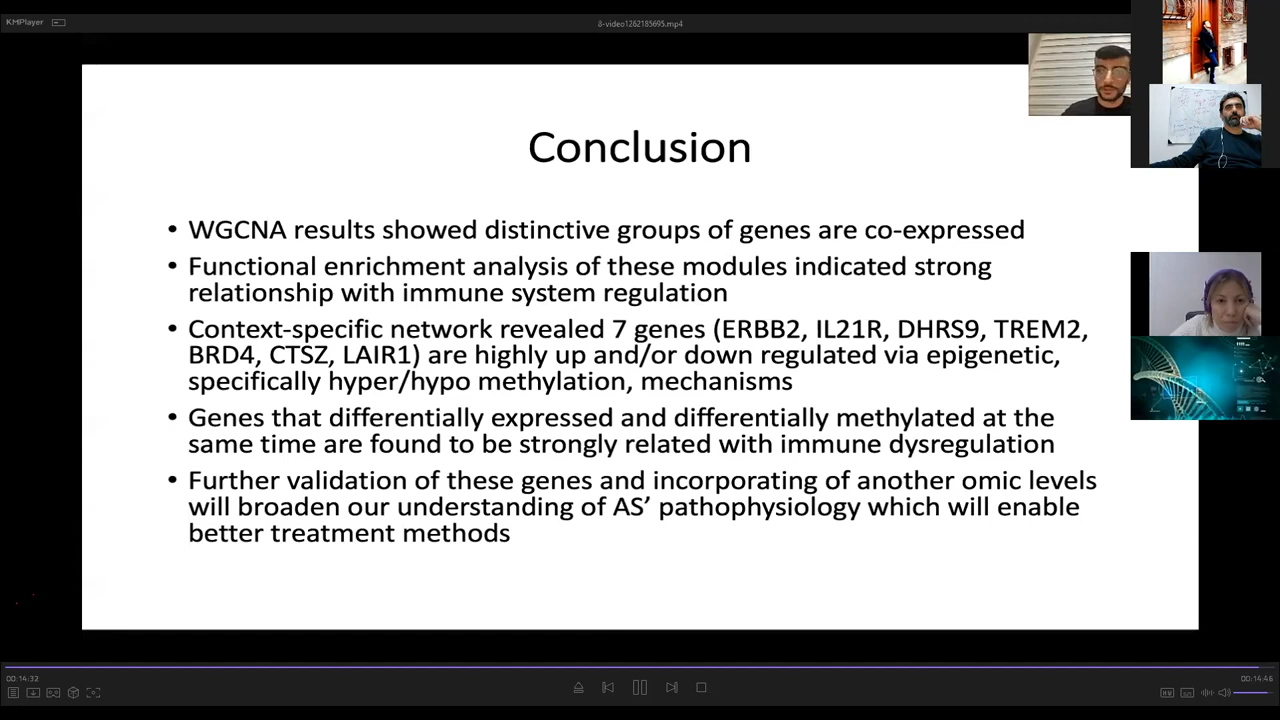 KMPlayer
8-video1262185695.mp4
Conclusion
• WGCNA results showed distinctive groups of genes are co-expressed
• Functional enrichment analysis of these modules indicated strong
relationship with immune system regulation
• Context-specific network revealed 7 genes (ERBB2, IL21R, DHRS9, TREM2,
BRD4, CTSZ, LAIR1) are highly up and/or down regulated via epigenetic,
specifically hyper/hypo methylation, mechanisms
• Genes that differentially expressed and differentially methylated at the
same time are found to be strongly related with immune dysregulation
• Further validation of these genes and incorporating of another omic levels
will broaden our understanding of AS’ pathophysiology which will enable
better treatment methods
00:14:32
00:14:46